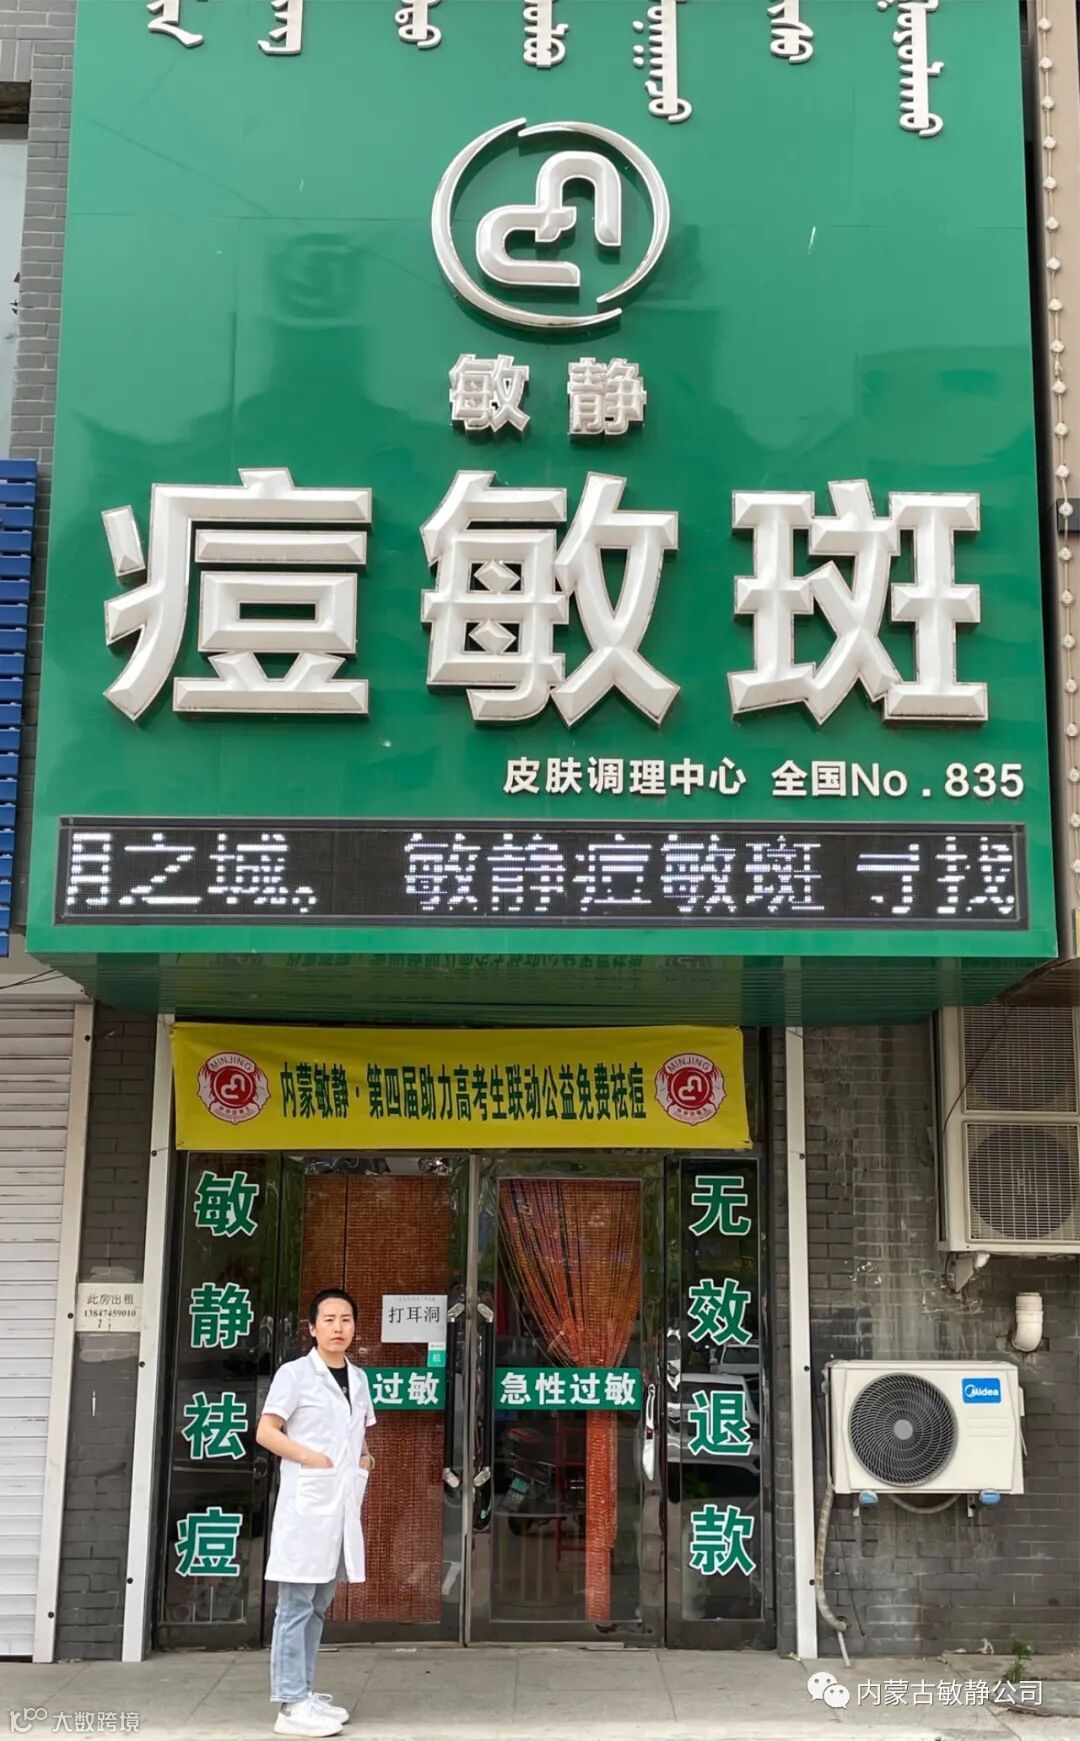 敏静
痘敏斑
皮肤调理中心 全国No.835
明之城。 敏静痘敏斑 寻找
MINJING
内蒙敏静·第四届助力高考生联动公益免费祛痘
MINJING
敏静祛痘
无效退款
此房出租
13847459010
打耳洞
过敏
急性过敏
Midea
内蒙古敏静公司
大数跨境